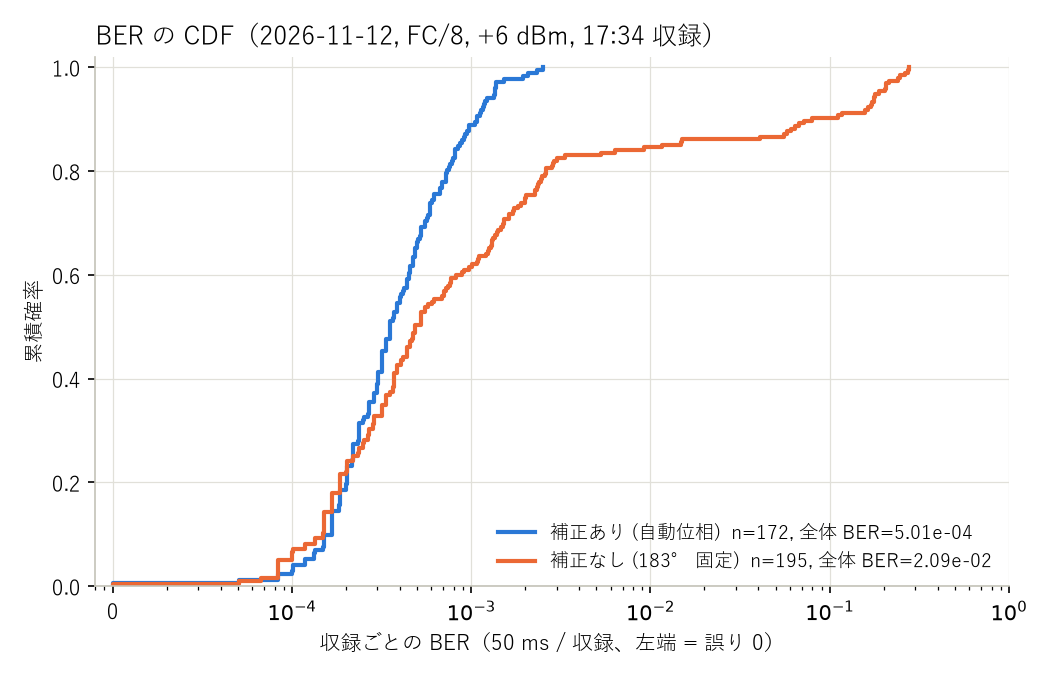 BER の CDF（2026-11-12, FC/8, +6 dBm, 17:34 収録）
1.0
0.8
0.6
0.4
0.2
0.0
累積確率
補正あり (自動位相) n=172, 全体 BER=5.01e-04
補正なし (183° 固定) n=195, 全体 BER=2.09e-02
0 10⁻⁴ 10⁻³ 10⁻² 10⁻¹ 10⁰
収録ごとの BER（50 ms / 収録、左端 = 誤り 0）